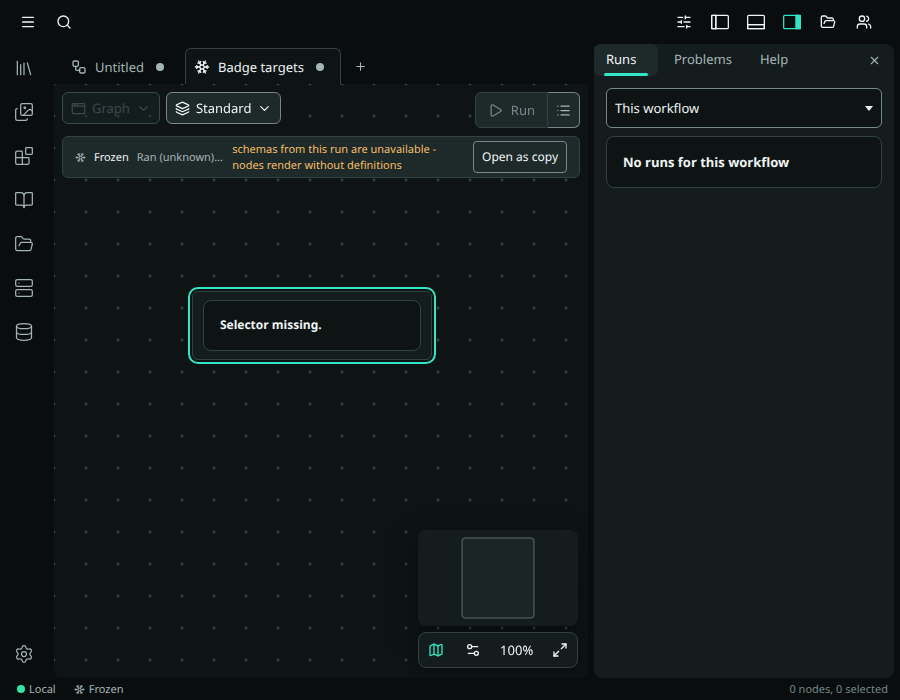 Untitled
Badge targets
Graph
Standard
Run
Frozen
Ran (unknown)...
schemas from this run are unavailable -
nodes render without definitions
Open as copy
Selector missing.
100%
Runs
Problems
Help
This workflow
No runs for this workflow
Local
Frozen
0 nodes, 0 selected